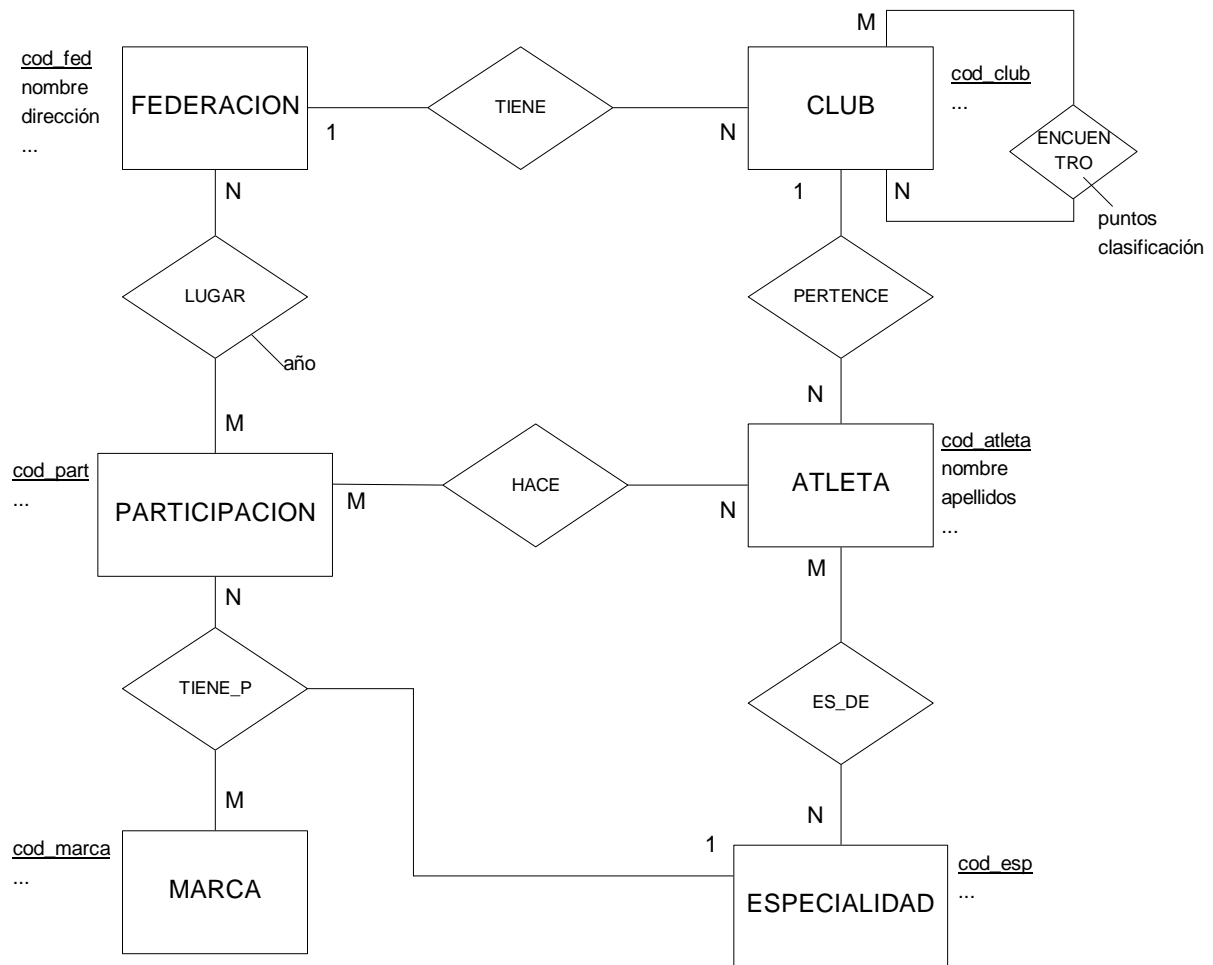 M
cod_fed
nombre
dirección
...
FEDERACION
1
TIENE
N
CLUB
cod_club
...
ENCUEN
TRO
N
1
N
puntos
clasificación
LUGAR
año
PERTENCE
M
N
cod_part
...
PARTICIPACION
M
HACE
N
ATLETA
cod_atleta
nombre
apellidos
...
N
M
TIENE_P
ES_DE
M
N
1
cod_marca
...
MARCA
ESPECIALIDAD
cod_esp
...